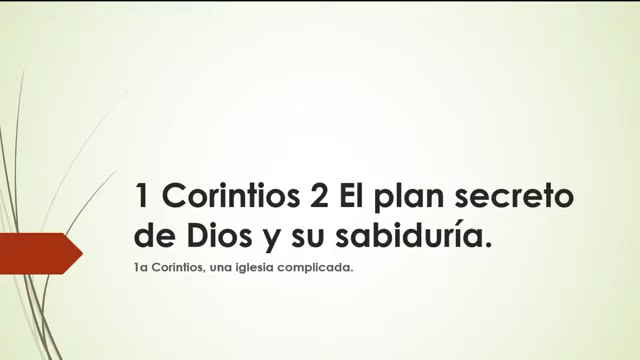 1 Corintios 2 El plan secreto
de Dios y su sabiduría.
1a Corintios, una iglesia complicada.